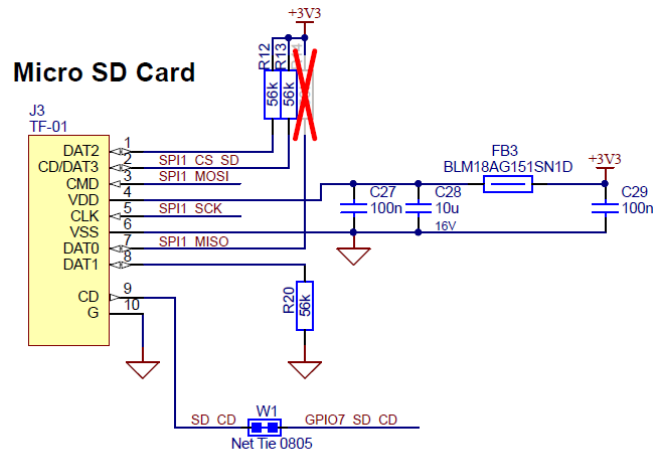 +3V3
R12
R13
56k
56k
Micro SD Card
J3
TF-01
DAT2 1
CD/DAT3 2 SPI1_CS_SD
CMD 3 SPI1_MOSI
VDD 4
CLK 5 SPI1_SCK
VSS 6
DAT0 7 SPI1_MISO
DAT1 8
CD 9
G 10
FB3
BLM18AG151SN1D
+3V3
C27
100n
C28
10u
16V
C29
100n
R20
56k
SD_CD
W1
GPIO7_SD_CD
Net Tie 0805